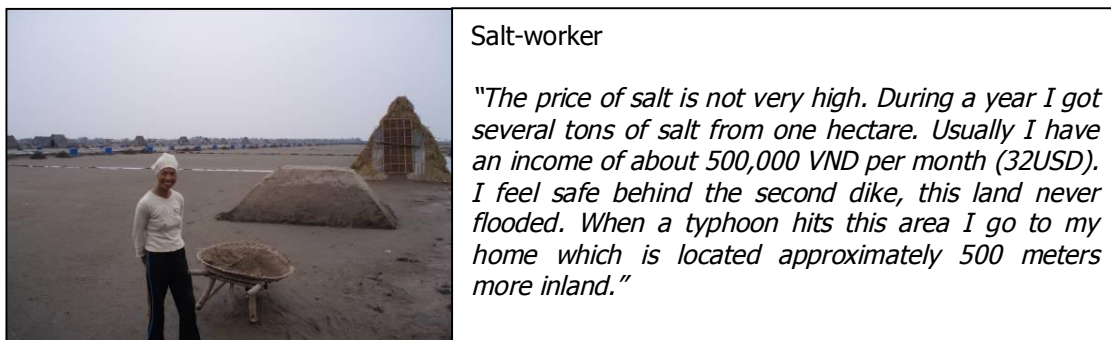 Salt-worker
“The price of salt is not very high. During a year I got
several tons of salt from one hectare. Usually I have
an income of about 500,000 VND per month (32USD).
I feel safe behind the second dike, this land never
flooded. When a typhoon hits this area I go to my
home which is located approximately 500 meters
more inland.”